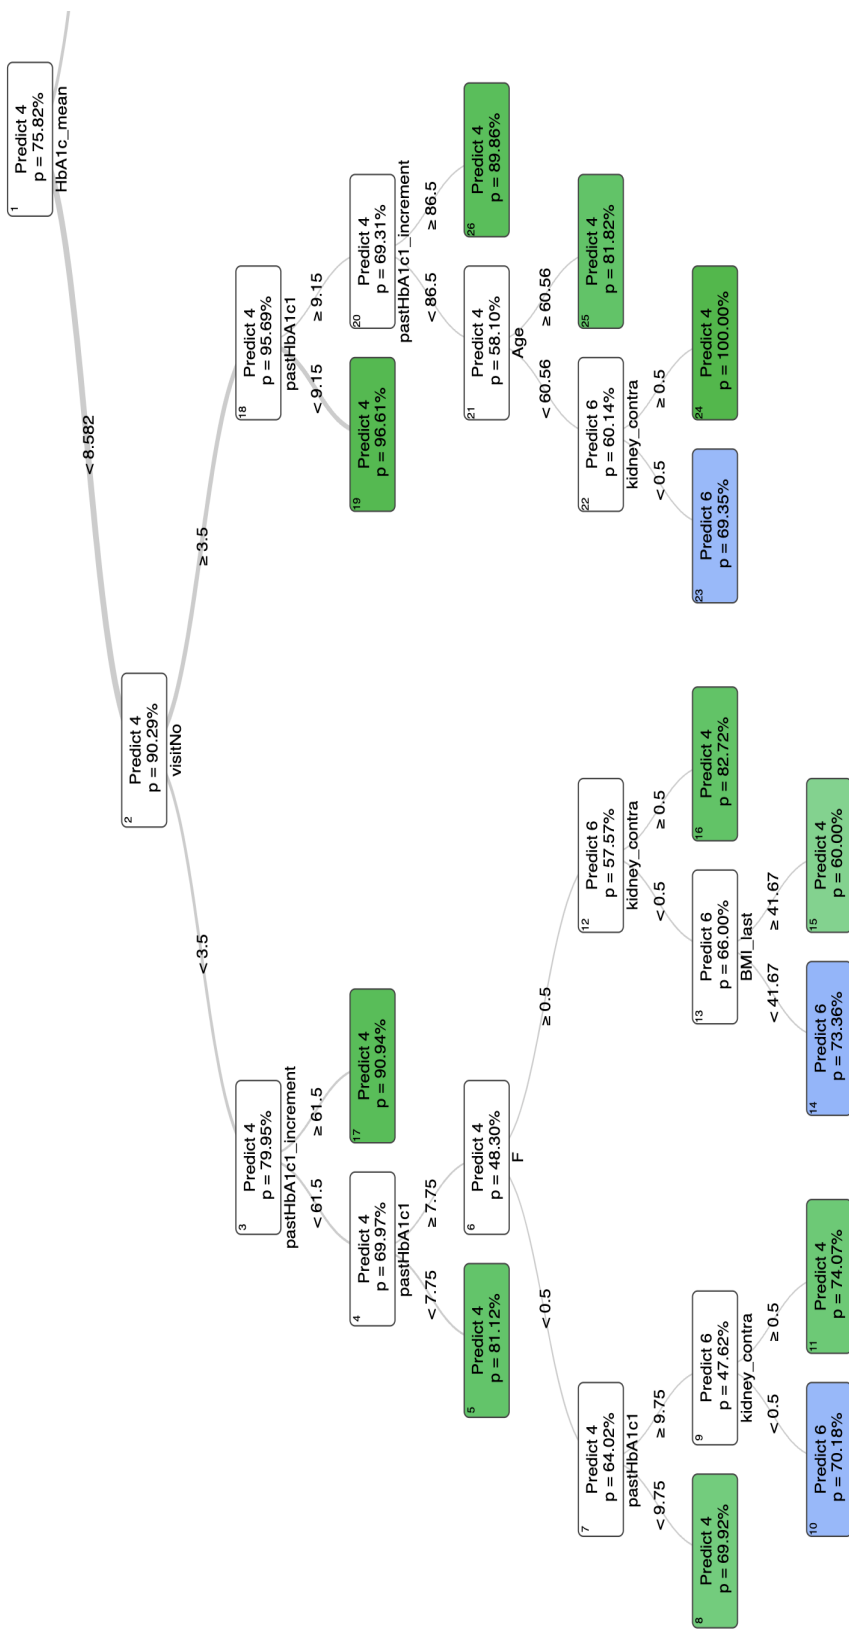 1
Predict 4
p = 75.82%
HbA1c_mean
< 8.582
2
Predict 4
p = 90.29%
visitNo
< 3.5
≥ 3.5
3
Predict 4
p = 79.95%
pastHbA1c1_increment
< 61.5
≥ 61.5
18
Predict 4
p = 95.69%
pastHbA1c1
< 9.15
≥ 9.15
4
Predict 4
p = 69.97%
pastHbA1c1
< 7.75
≥ 7.75
17
Predict 4
p = 90.94%
19
Predict 4
p = 96.61%
20
Predict 4
p = 69.31%
pastHbA1c1_increment
< 86.5
≥ 86.5
5
Predict 4
p = 81.12%
6
Predict 4
p = 48.30%
F
< 0.5
≥ 0.5
21
Predict 4
p = 58.10%
Age
< 60.56
≥ 60.56
26
Predict 4
p = 89.86%
7
Predict 4
p = 64.02%
pastHbA1c1
< 9.75
≥ 9.75
12
Predict 6
p = 57.57%
kidney_contra
< 0.5
≥ 0.5
22
Predict 6
p = 60.14%
kidney_contra
< 0.5
≥ 0.5
25
Predict 4
p = 81.82%
8
Predict 4
p = 69.92%
9
Predict 6
p = 47.62%
kidney_contra
< 0.5
≥ 0.5
13
Predict 6
p = 66.00%
BMI_last
< 41.67
≥ 41.67
16
Predict 4
p = 82.72%
23
Predict 6
p = 69.35%
24
Predict 4
p = 100.00%
10
Predict 6
p = 70.18%
11
Predict 4
p = 74.07%
14
Predict 6
p = 73.36%
15
Predict 4
p = 60.00%